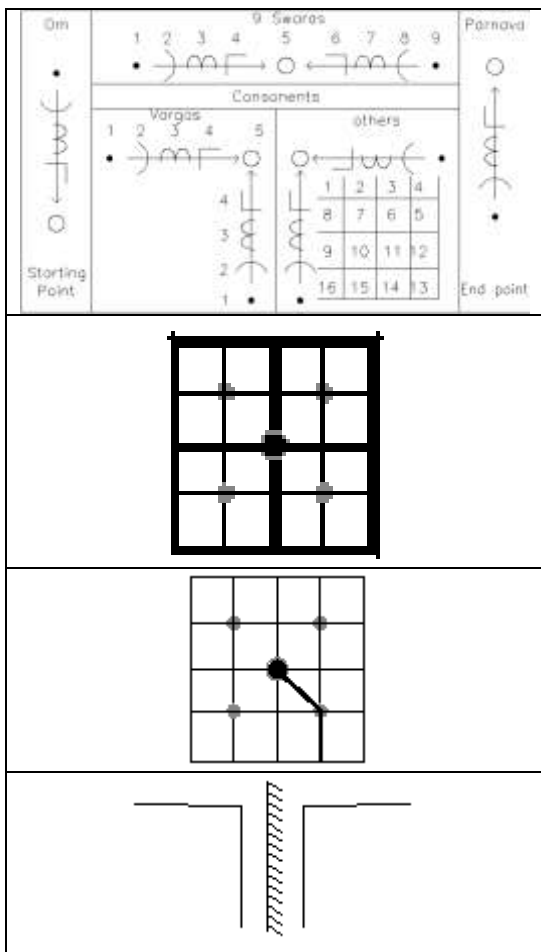 Om
9 Swaras
Parnava
1 2 3 4 5 6 7 8 9
Consonents
Vargas
others
1 2 3 4 5
4
3
2
1
1 2 3 4
8 7 6 5
9 10 11 12
16 15 14 13
Starting
Point
End point